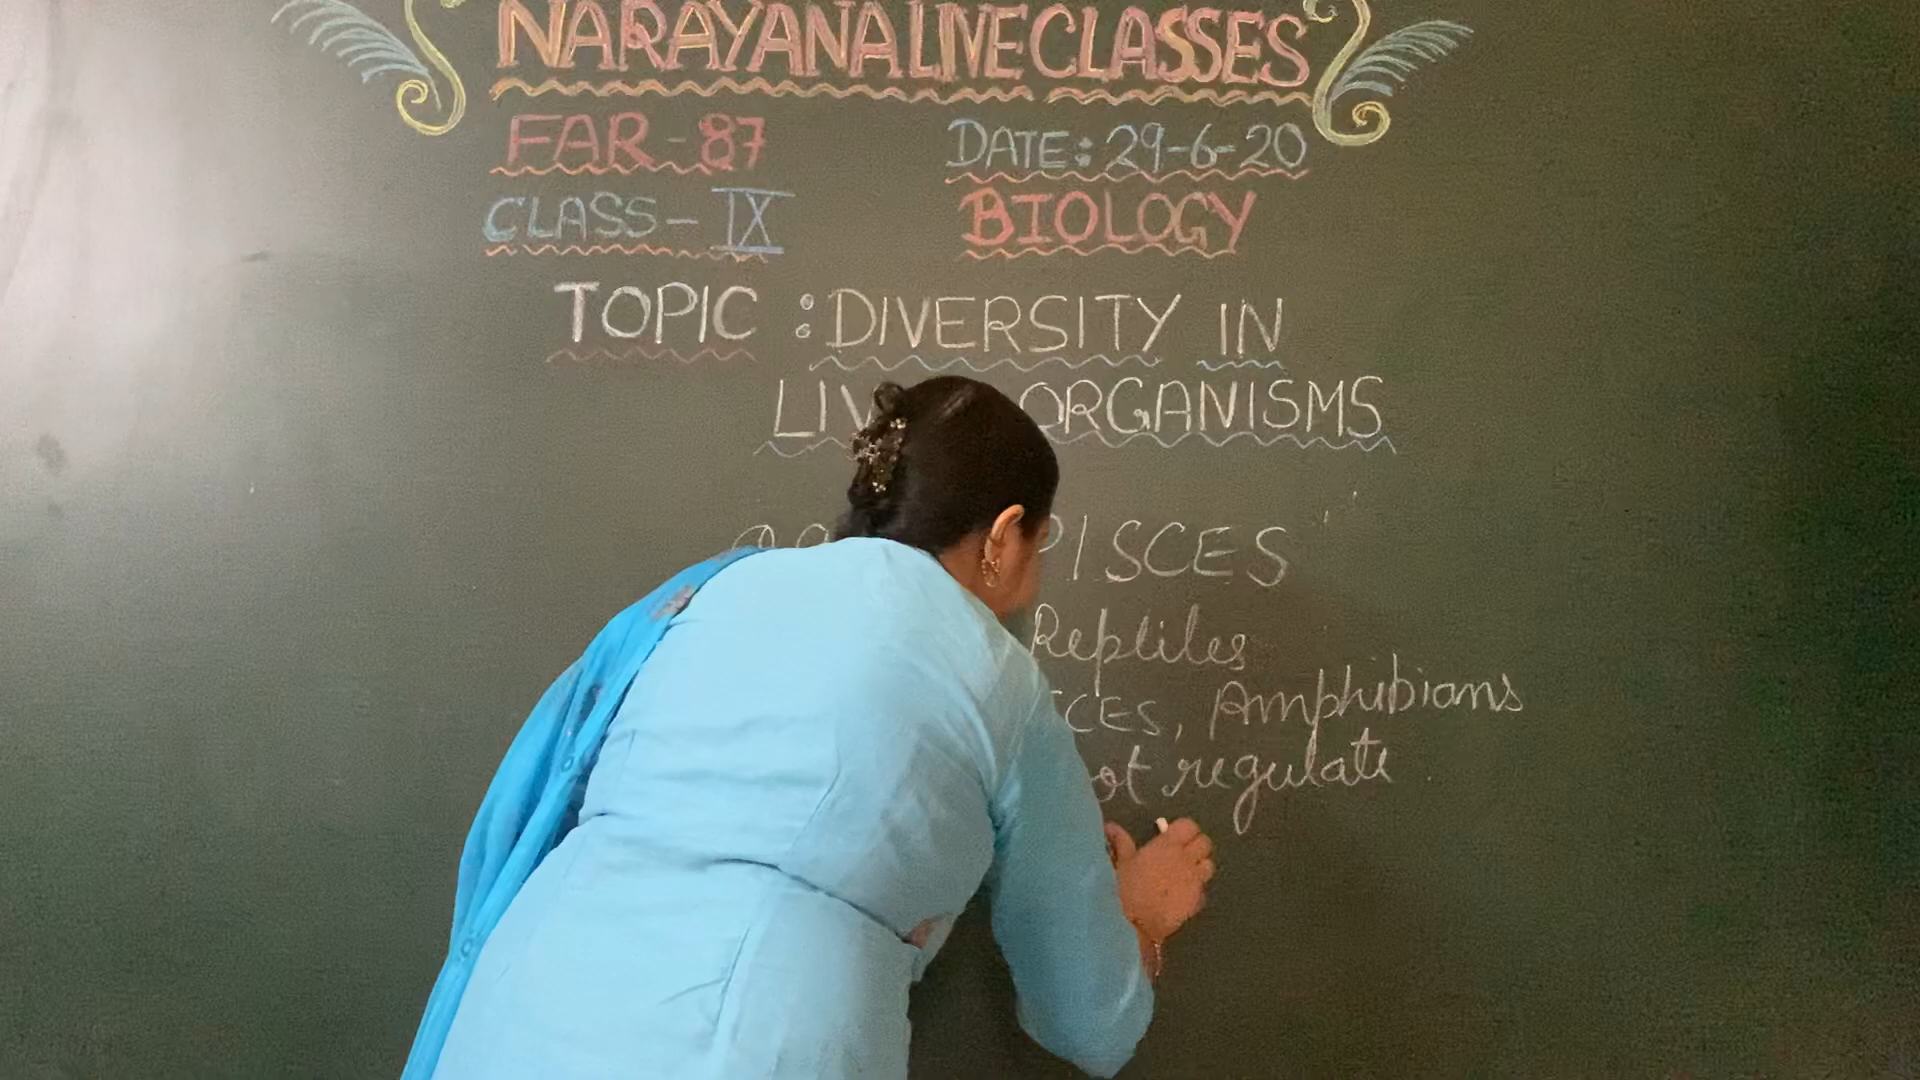 NARAYANA LIVE CLASSES
FAR - 87 DATE: 29-6-20
CLASS - IX BIOLOGY
TOPIC : DIVERSITY IN
ORGANISMS
PISCES
Reptiles
Amphibians
regulate